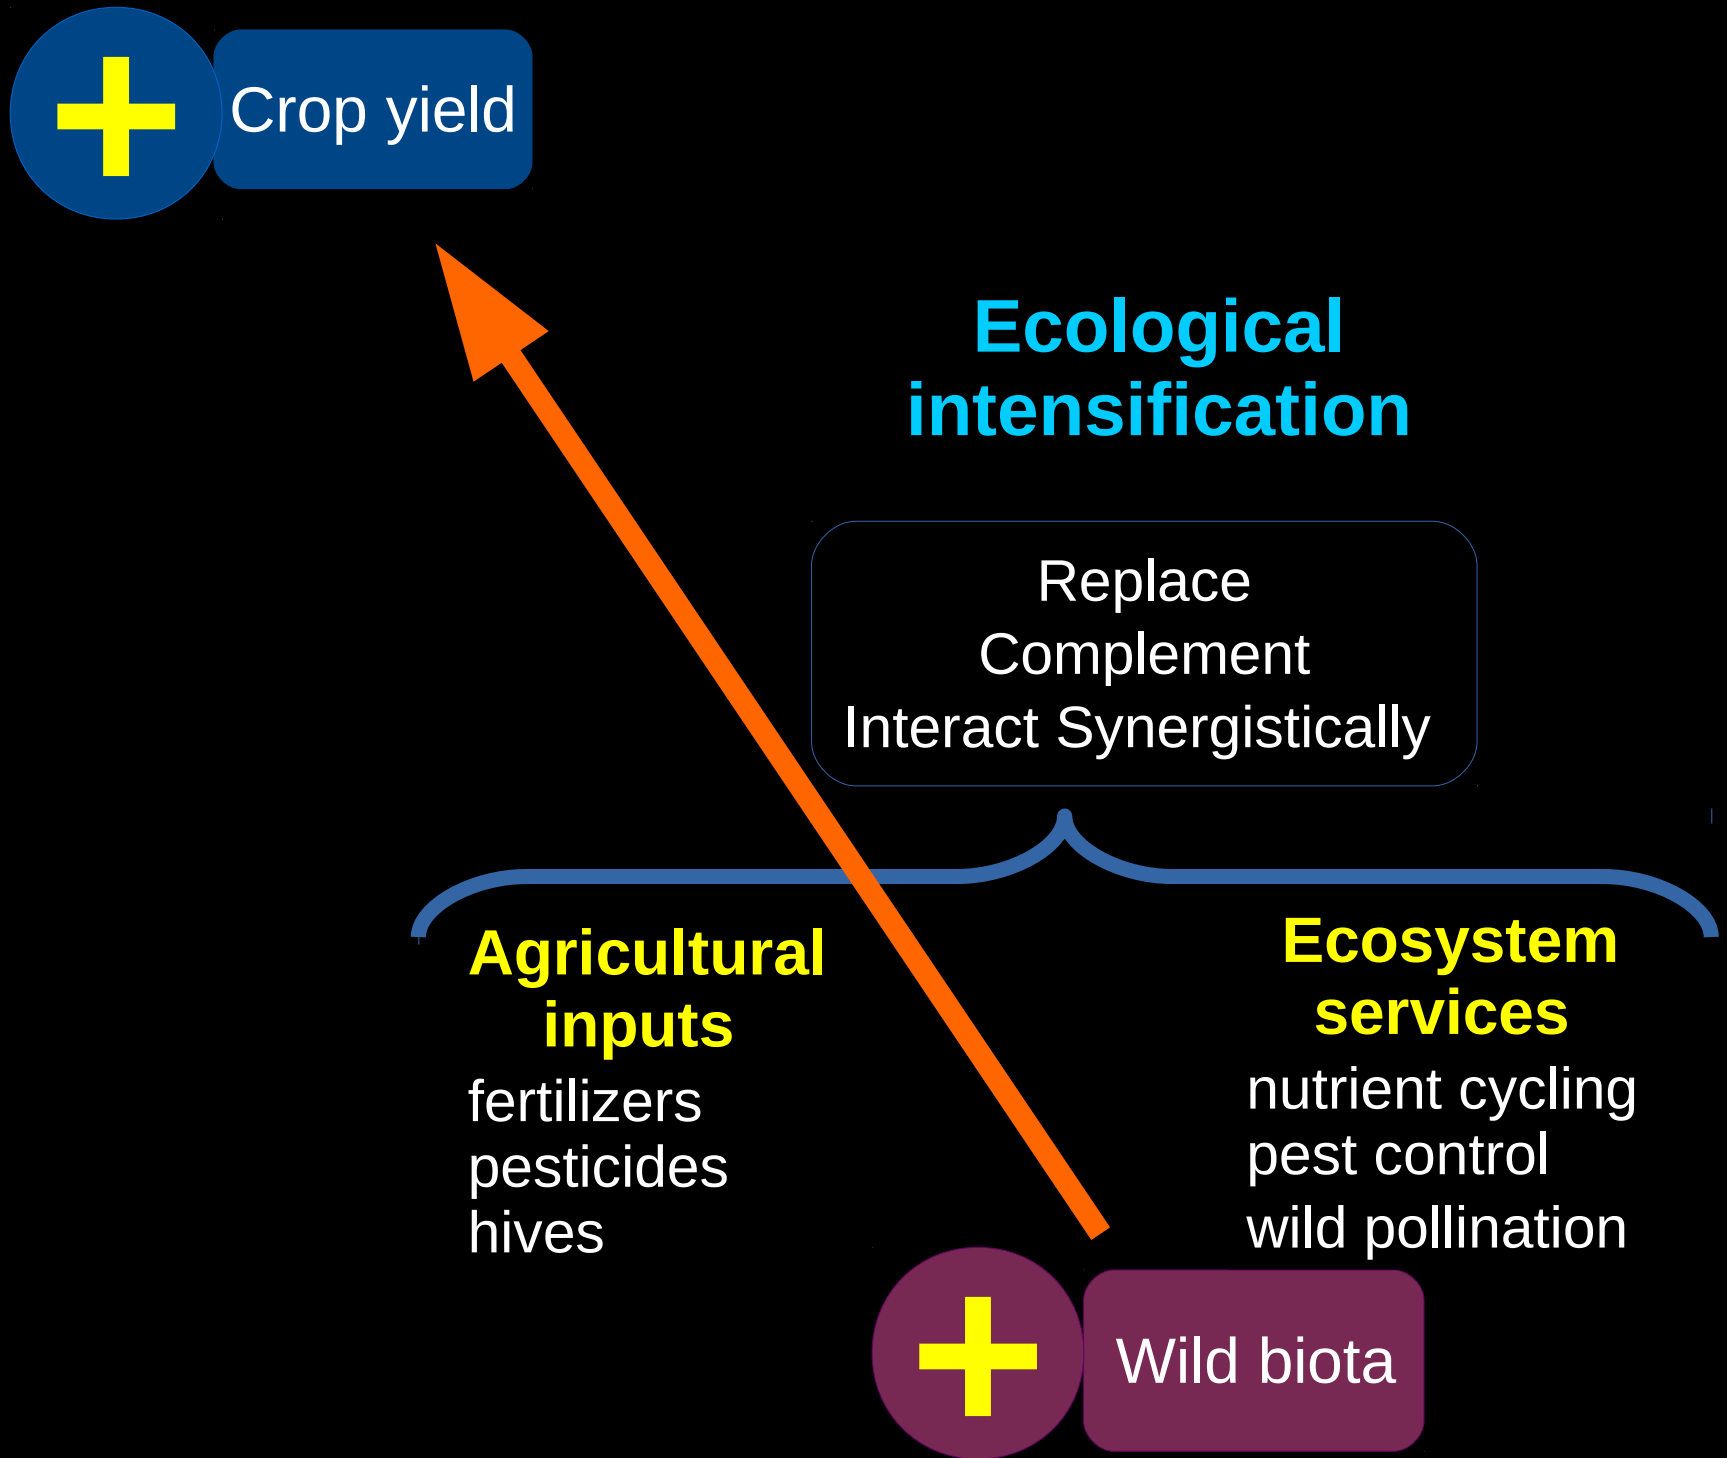 Crop yield
Ecological
intensification
Replace
Complement
Interact Synergistically
Agricultural
inputs
fertilizers
pesticides
hives
Ecosystem
services
nutrient cycling
pest control
wild pollination
Wild biota